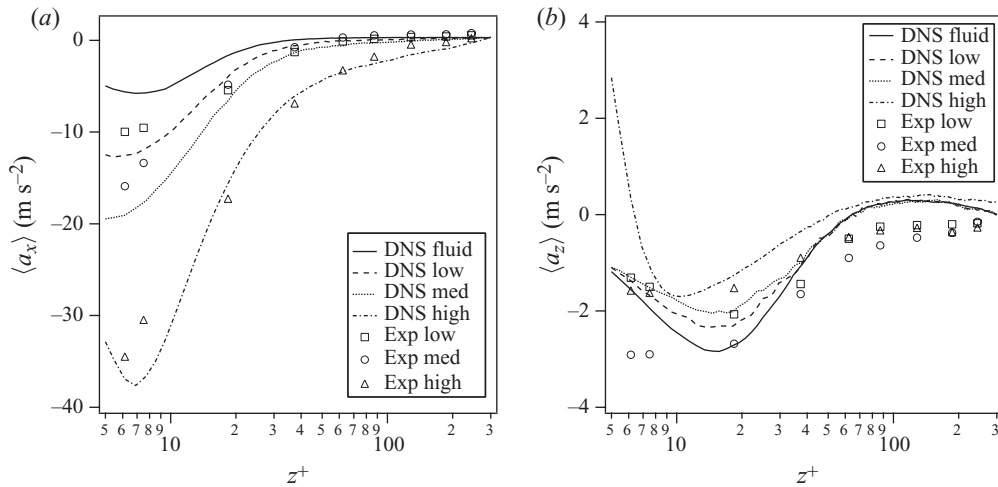 (a)
0
−10
−20
−30
−40
⟨a_x⟩ (m s⁻²)
DNS fluid
DNS low
DNS med
DNS high
Exp low
Exp med
Exp high
5 6 7 8 9 10 2 3 4 5 6 7 8 9 100 2 3
z⁺
(b)
4
2
0
−2
−4
⟨a_z⟩ (m s⁻²)
DNS fluid
DNS low
DNS med
DNS high
Exp low
Exp med
Exp high
5 6 7 8 9 10 2 3 4 5 6 7 8 9 100 2 3
z⁺